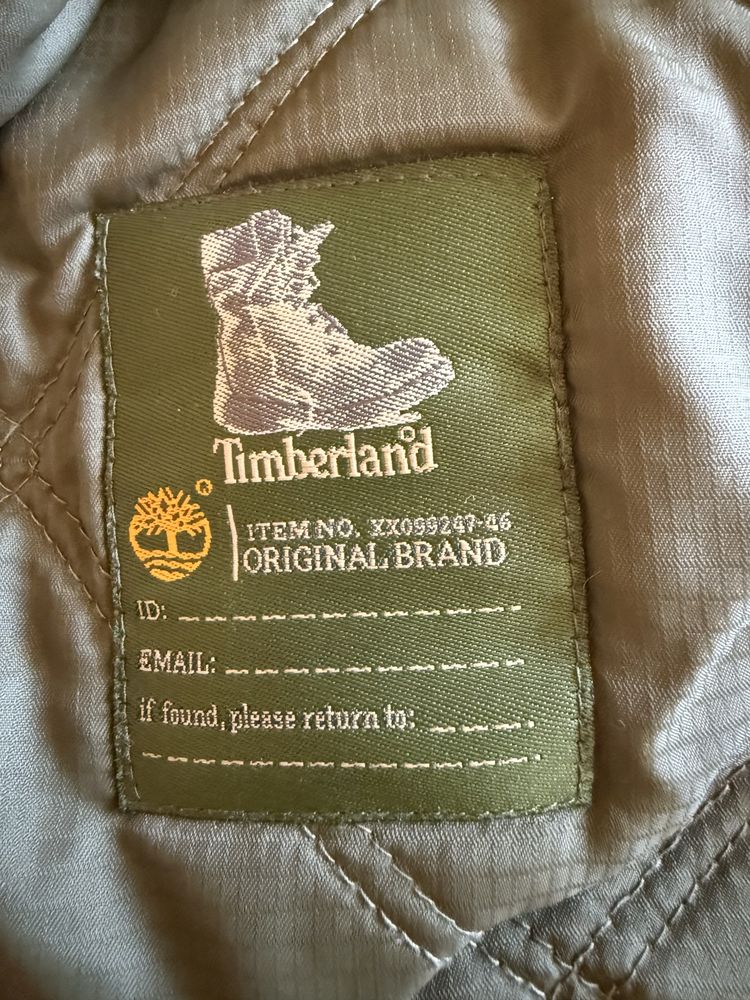 Timberland
®
ITEM NO. XX099247-46
ORIGINAL BRAND
ID: _ _ _ _ _ _ _ _ _ _ _ _.
EMAIL: _ _ _ _ _ _ _ _ _ _
if found, please return to: _ _ _ _.
_ _ _ _ _ _ _ _ _ _ _ _ _ _ _.